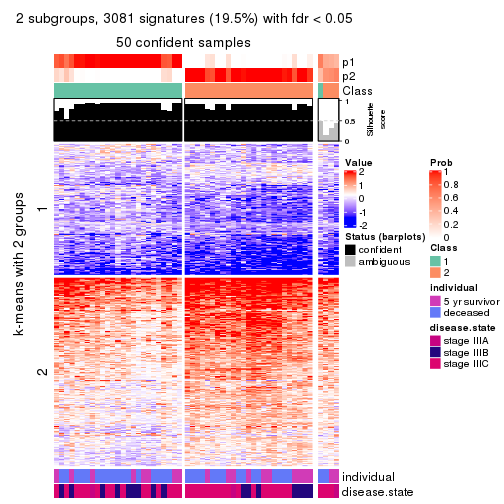 2 subgroups, 3081 signatures (19.5%) with fdr < 0.05
50 confident samples
p1
p2
Class
1
0.5
0
Silhouette
score
k-means with 2 groups
1
2
individual
disease.state
Value
2
1
0
-1
-2
Status (barplots)
confident
ambiguous
Prob
1
0.8
0.6
0.4
0.2
0
Class
1
2
individual
5 yr survivor
deceased
disease.state
stage IIIA
stage IIIB
stage IIIC